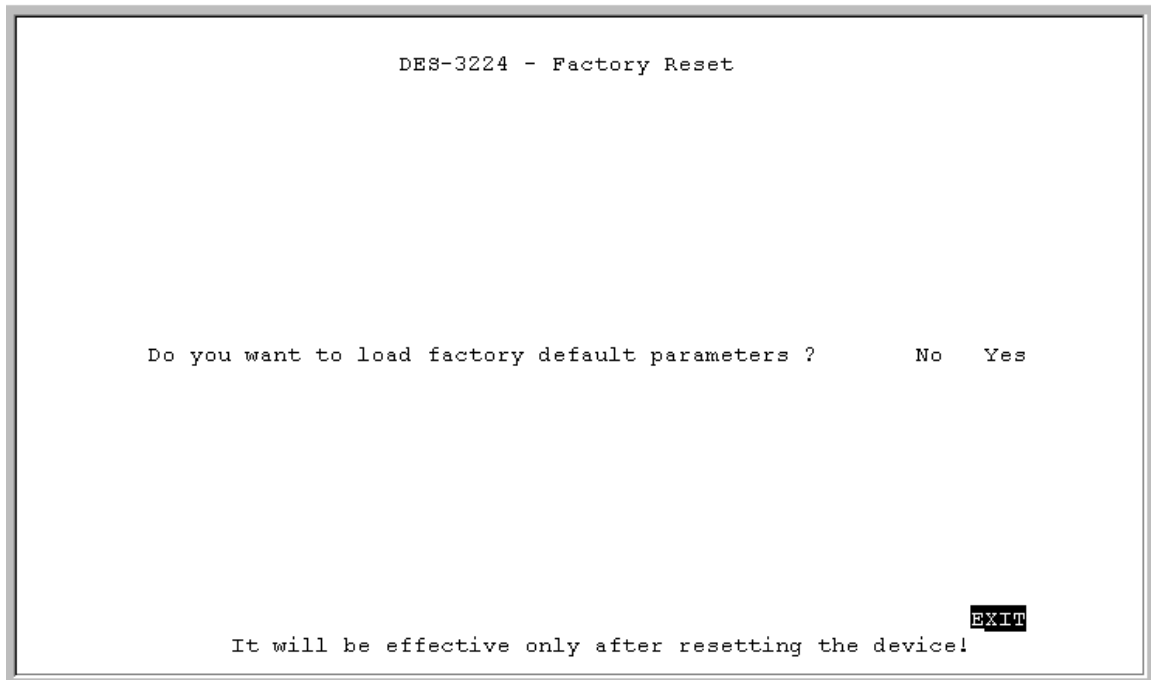 DES-3224 - Factory Reset
Do you want to load factory default parameters ? No Yes
EXIT
It will be effective only after resetting the device!